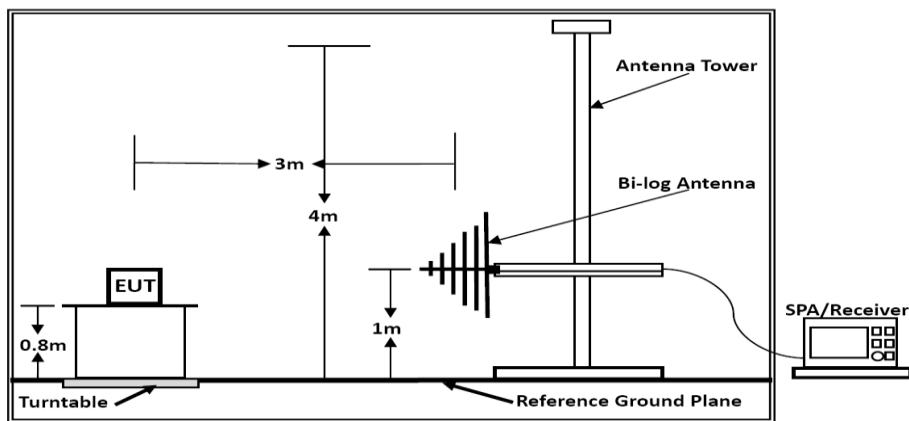 Antenna Tower
3m
Bi-log Antenna
4m
EUT
SPA/Receiver
0.8m
1m
Turntable
Reference Ground Plane